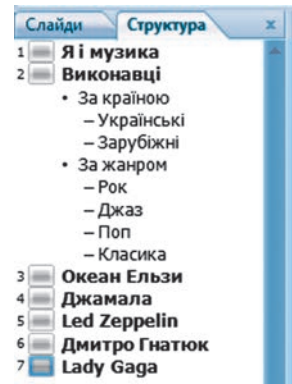 Слайди Структура x
1 Я і музика
2 Виконавці
• За країною
– Українські
– Зарубіжні
• За жанром
– Рок
– Джаз
– Поп
– Класика
3 Океан Ельзи
4 Джамала
5 Led Zeppelin
6 Дмитро Гнатюк
7 Lady Gaga